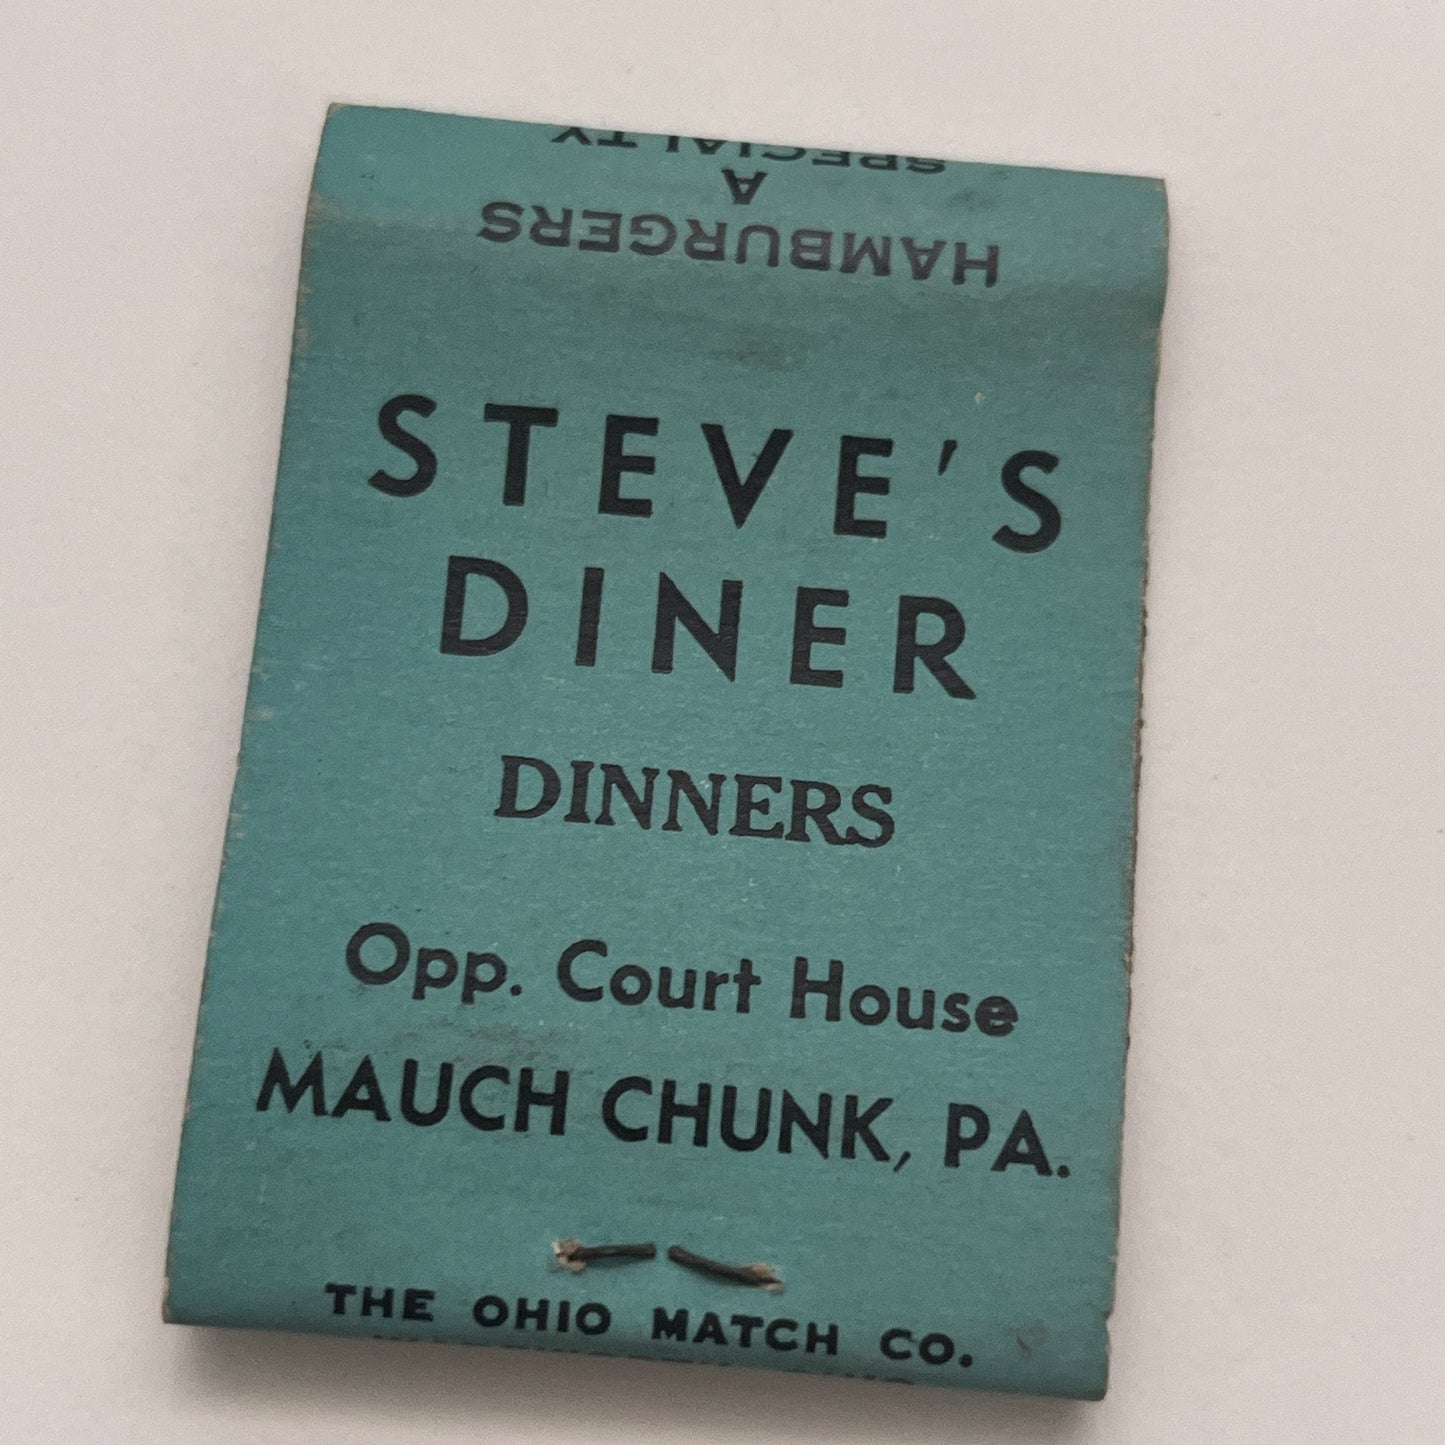 HAMBURGERS
A
SPECIALTY
STEVE'S
DINER
DINNERS
Opp. Court House
MAUCH CHUNK, PA.
THE OHIO MATCH CO.